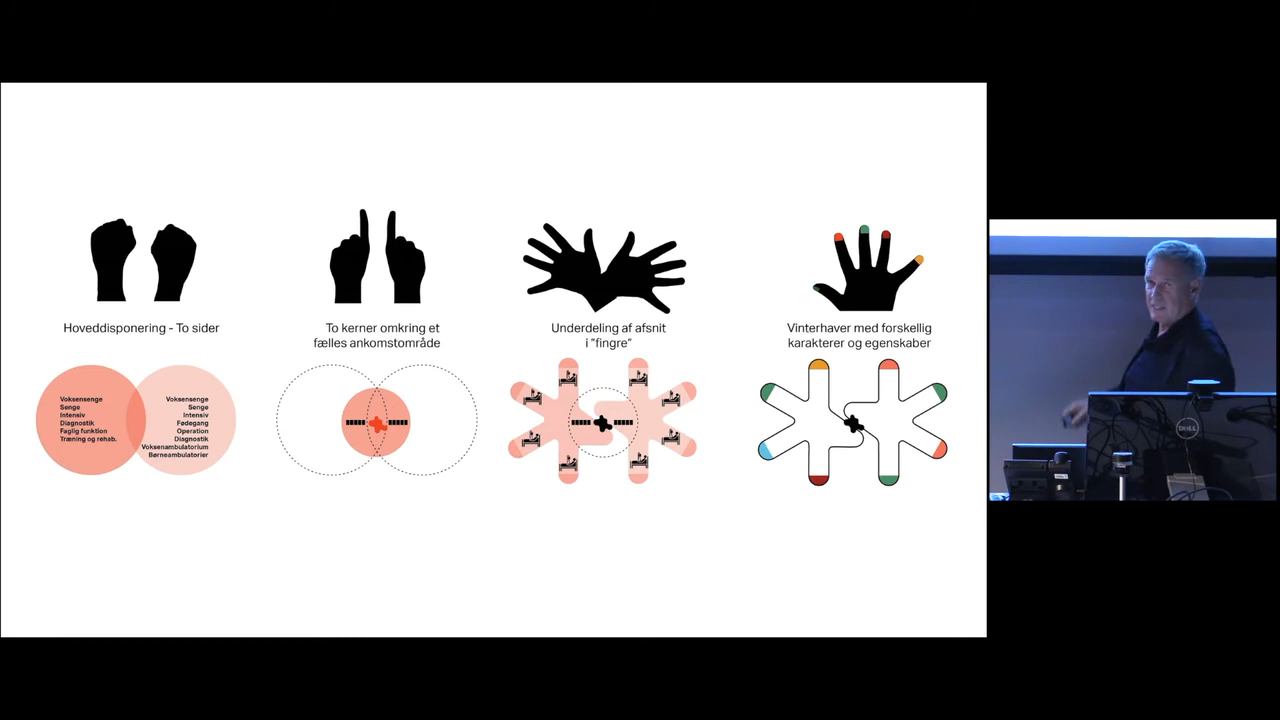 Hoveddisponering - To sider
Voksensenge
Senge
Intensiv
Diagnostik
Faglig funktion
Træning og rehab.
Voksensenge
Senge
Intensiv
Fødegang
Operation
Diagnostik
Voksenambulatorium
Børneambulatorier
To kerner omkring et
fælles ankomstområde
Underdeling af afsnit
i "fingre"
Vinterhaver med forskellig
karakterer og egenskaber
DELL